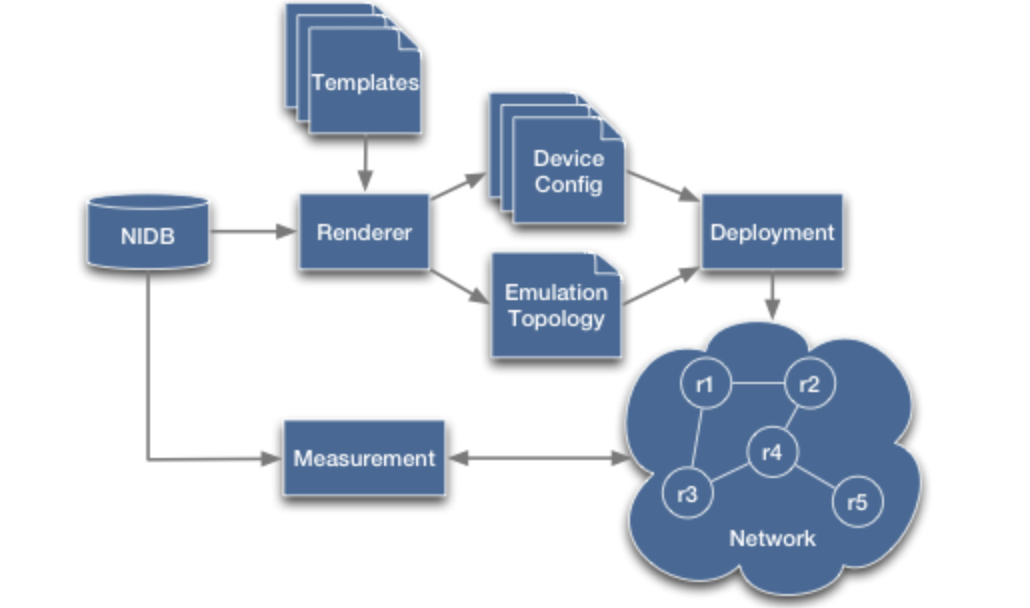 Templates
Device
Config
NIDB
Renderer
Deployment
Emulation
Topology
r1
r2
r4
r3
r5
Measurement
Network